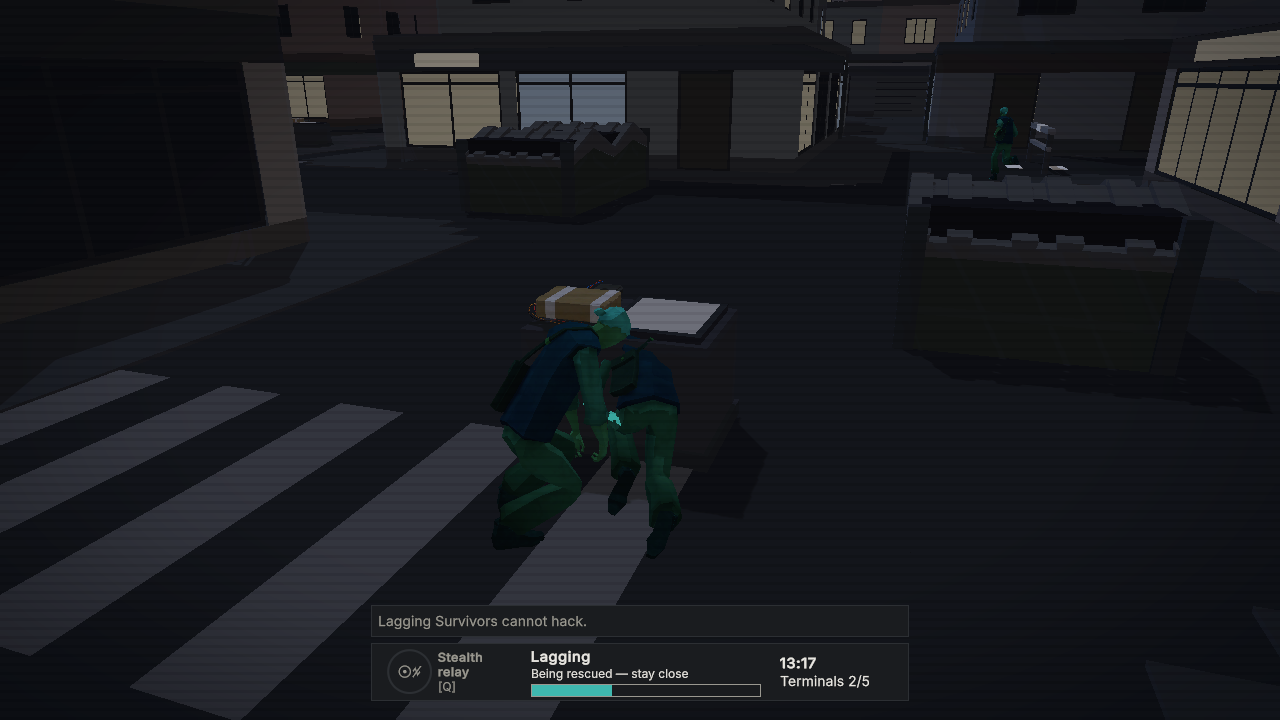 Lagging Survivors cannot hack.
Stealth
relay
[Q]
Lagging
Being rescued — stay close
13:17
Terminals 2/5